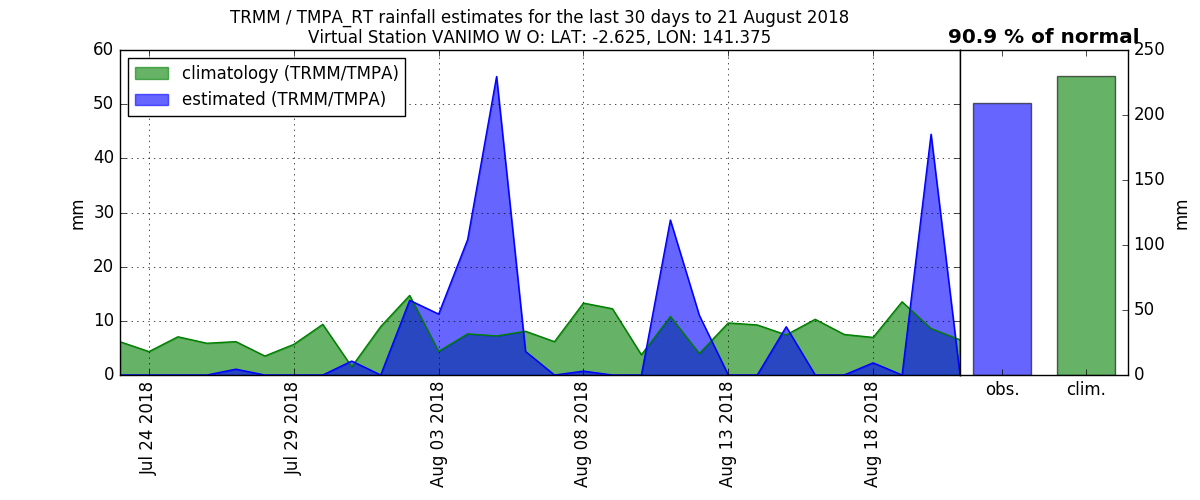 TRMM / TMPA_RT rainfall estimates for the last 30 days to 21 August 2018
Virtual Station VANIMO W O: LAT: -2.625, LON: 141.375
90.9 % of normal
climatology (TRMM/TMPA)
estimated (TRMM/TMPA)
mm
60
50
40
30
20
10
0
Jul 24 2018
Jul 29 2018
Aug 03 2018
Aug 08 2018
Aug 13 2018
Aug 18 2018
obs.
clim.
250
200
150
100
50
0
mm